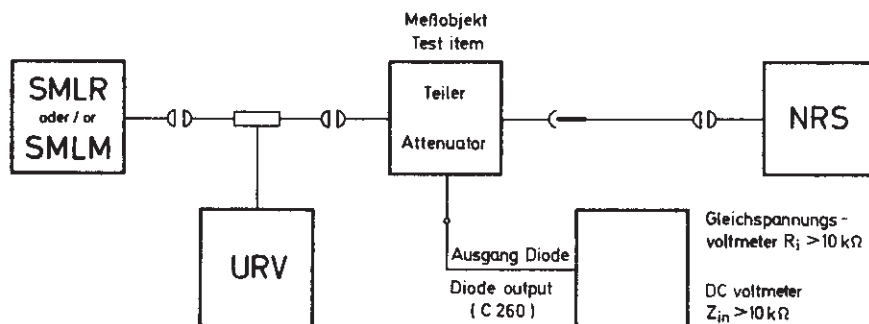 Meßobjekt
Test item
SMLR
oder / or
SMLM
Teiler
Attenuator
NRS
URV
Ausgang Diode
Diode output
( C 260 )
Gleichspannungs-
voltmeter Ri >10 kΩ
DC voltmeter
Zin >10 kΩ